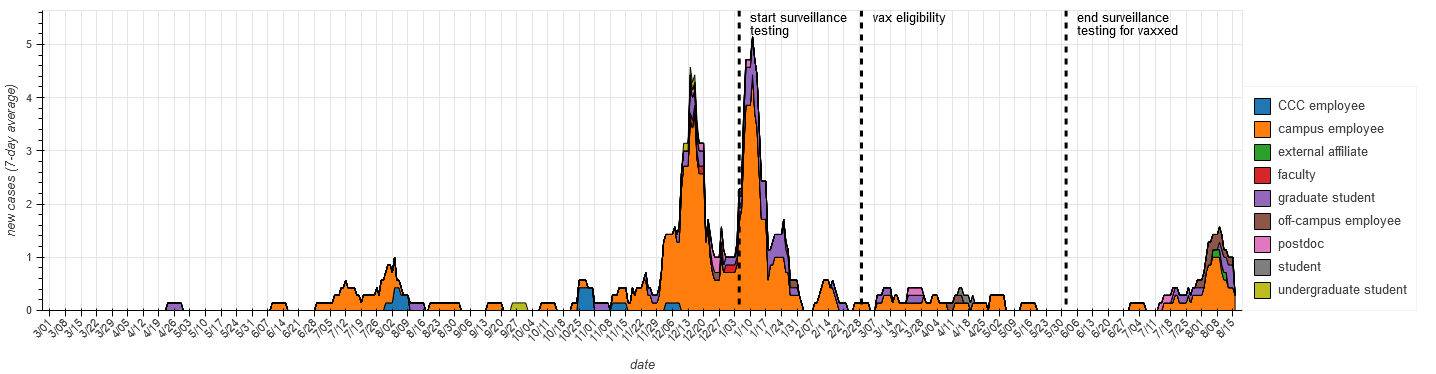 start surveillance
testing
vax eligibility
end surveillance
testing for vaxxed
5
4
3
2
1
0
new cases (7-day average)
3/01 3/08 3/15 3/22 3/29 4/05 4/12 4/19 4/26 5/03 5/10 5/17 5/24 5/31 6/07 6/14 6/21 6/28 7/05 7/12 7/19 7/26 8/02 8/09 8/16 8/23 8/30 9/06 9/13 9/20 9/27 10/04 10/11 10/18 10/25 11/01 11/08 11/15 11/22 11/29 12/06 12/13 12/20 12/27 1/03 1/10 1/17 1/24 1/31 2/07 2/14 2/21 2/28 3/07 3/14 3/21 3/28 4/04 4/11 4/18 4/25 5/02 5/09 5/16 5/23 5/30 6/06 6/13 6/20 6/27 7/04 7/11 7/18 7/25 8/01 8/08 8/15
date
CCC employee
campus employee
external affiliate
faculty
graduate student
off-campus employee
postdoc
student
undergraduate student